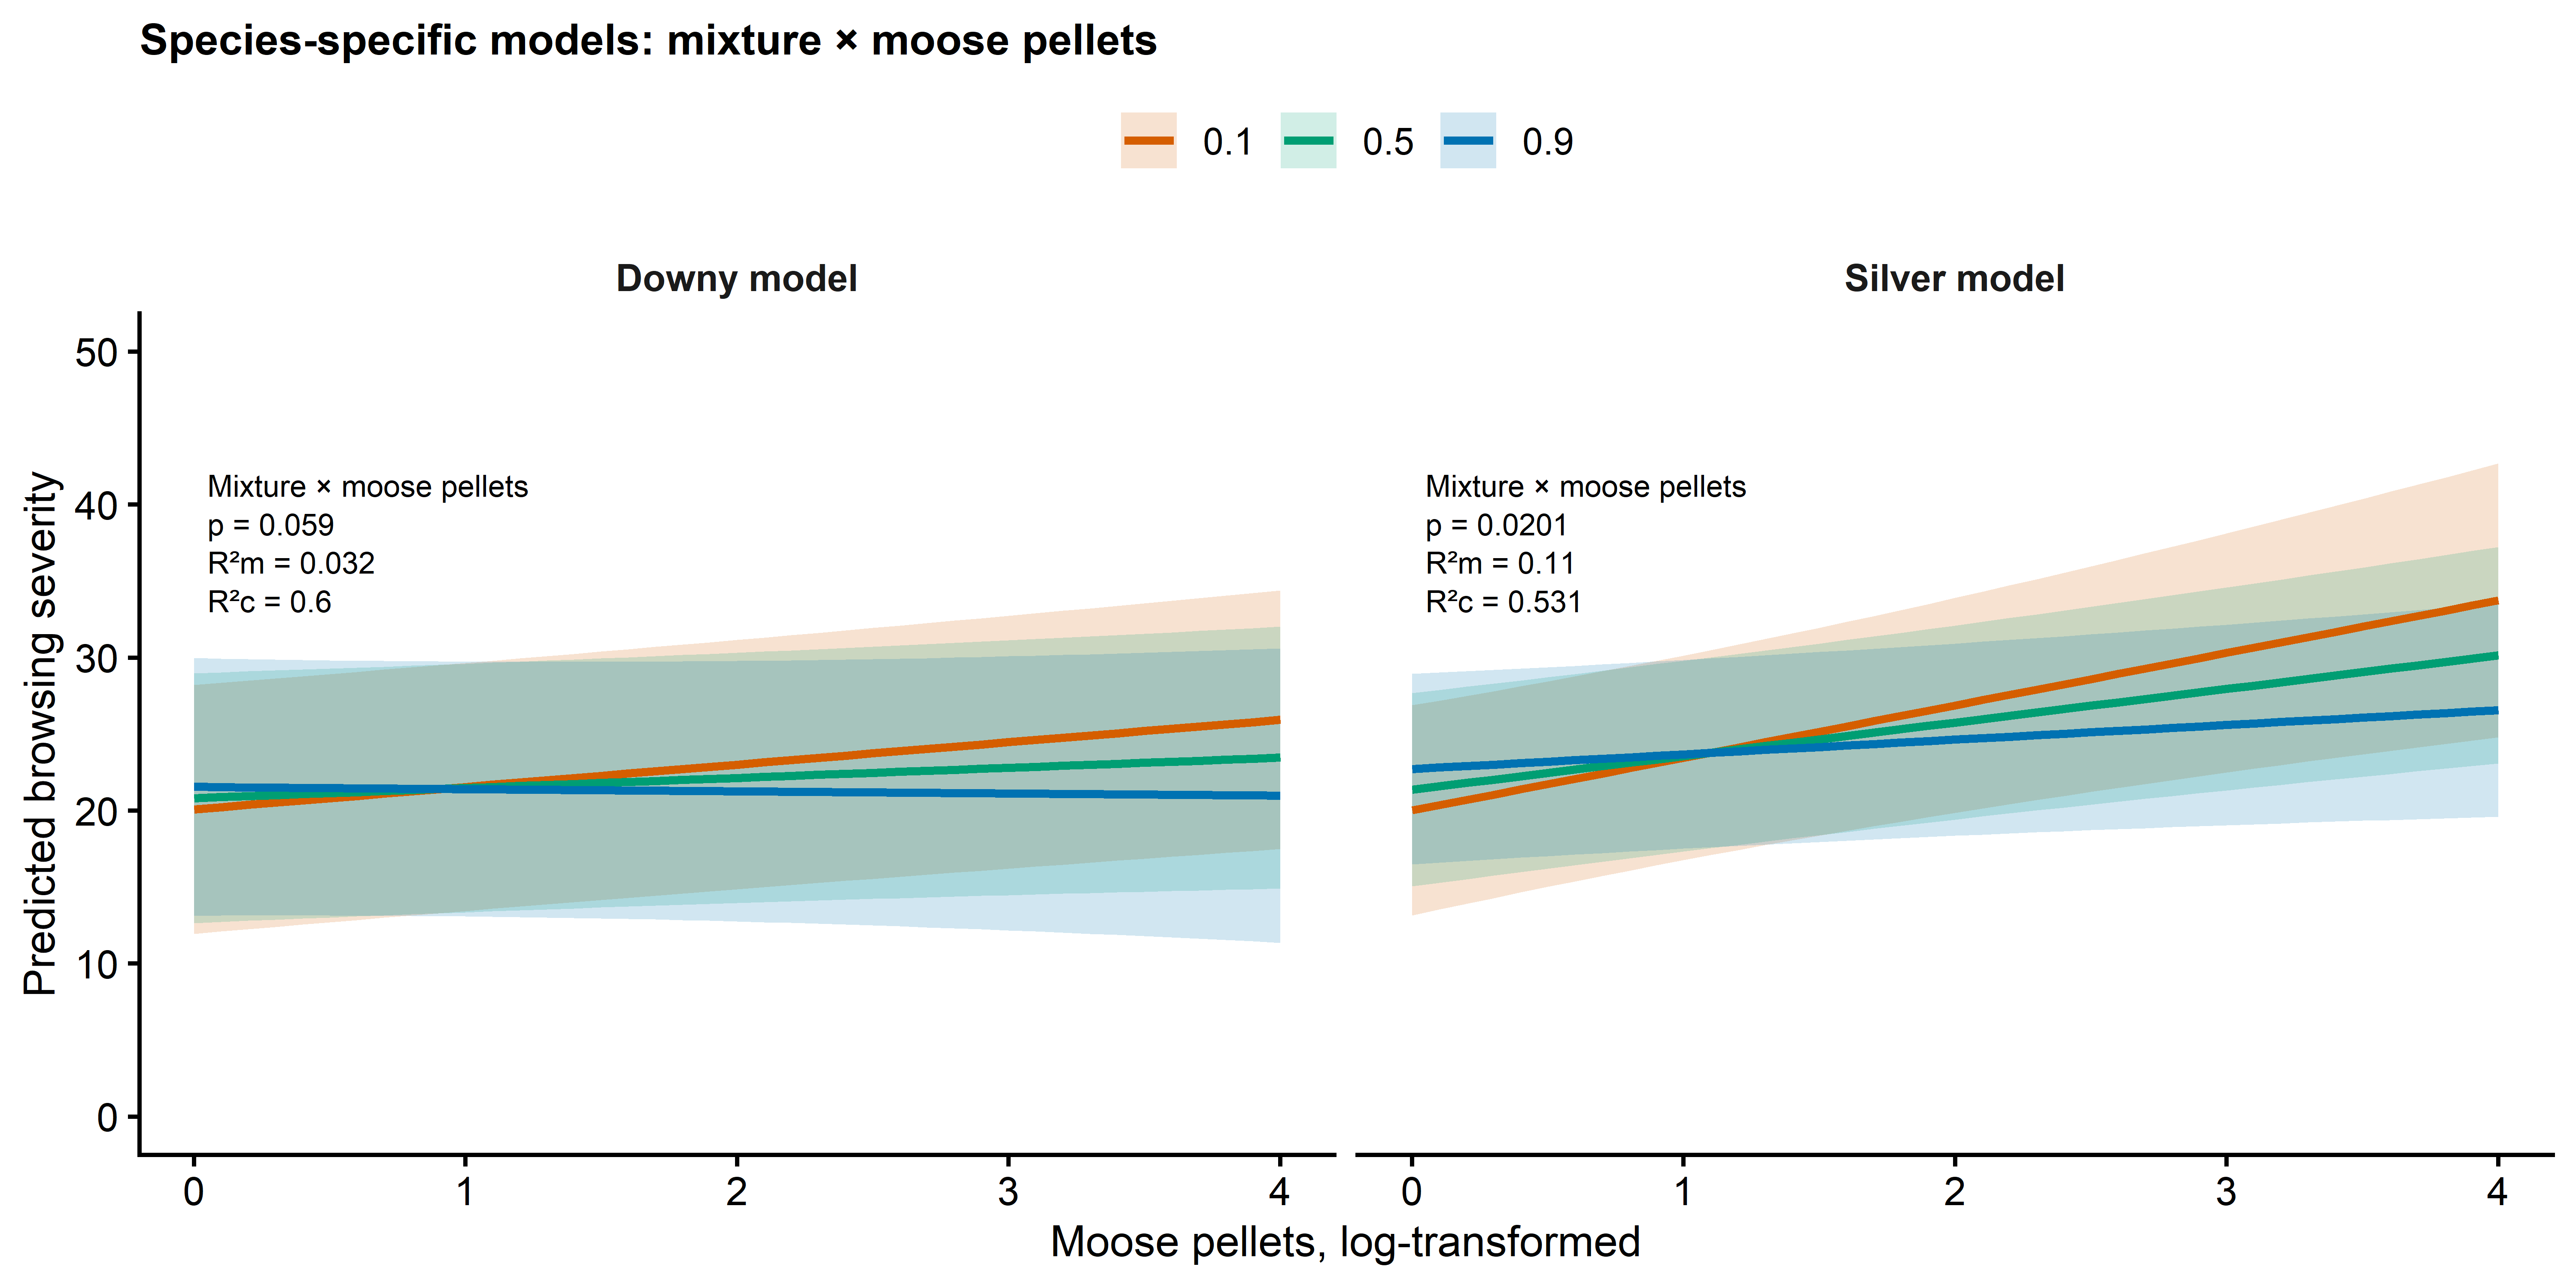 Species-specific models: mixture × moose pellets
0.1 0.5 0.9
Downy model
Silver model
Predicted browsing severity
50
40
30
20
10
0
Mixture × moose pellets
p = 0.059
R²m = 0.032
R²c = 0.6
Mixture × moose pellets
p = 0.0201
R²m = 0.11
R²c = 0.531
0 1 2 3 4
0 1 2 3 4
Moose pellets, log-transformed